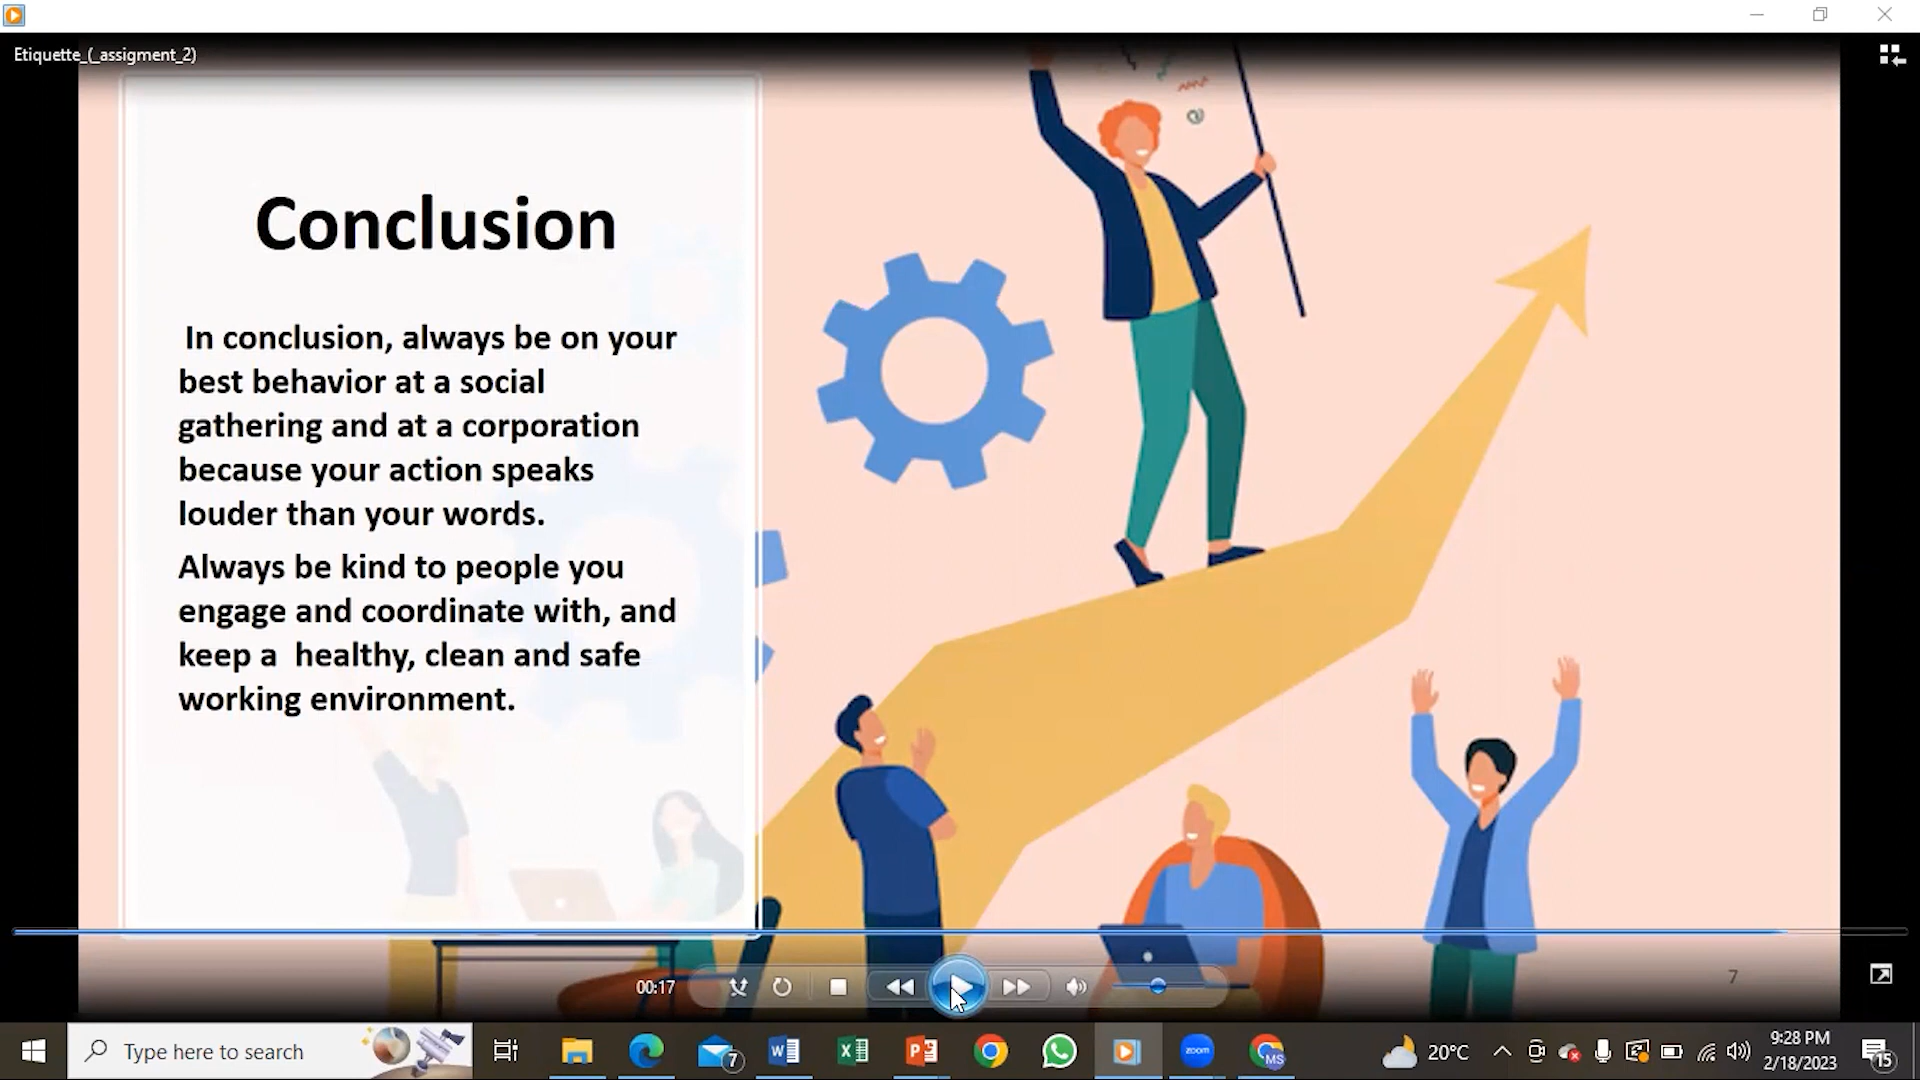 Etiquette_(_assigment_2)
Conclusion
In conclusion, always be on your
best behavior at a social
gathering and at a corporation
because your action speaks
louder than your words.
Always be kind to people you
engage and coordinate with, and
keep a  healthy, clean and safe
working environment.
7
00:17
Type here to search
7
zoom
MS
20°C
9:28 PM
2/18/2023
15